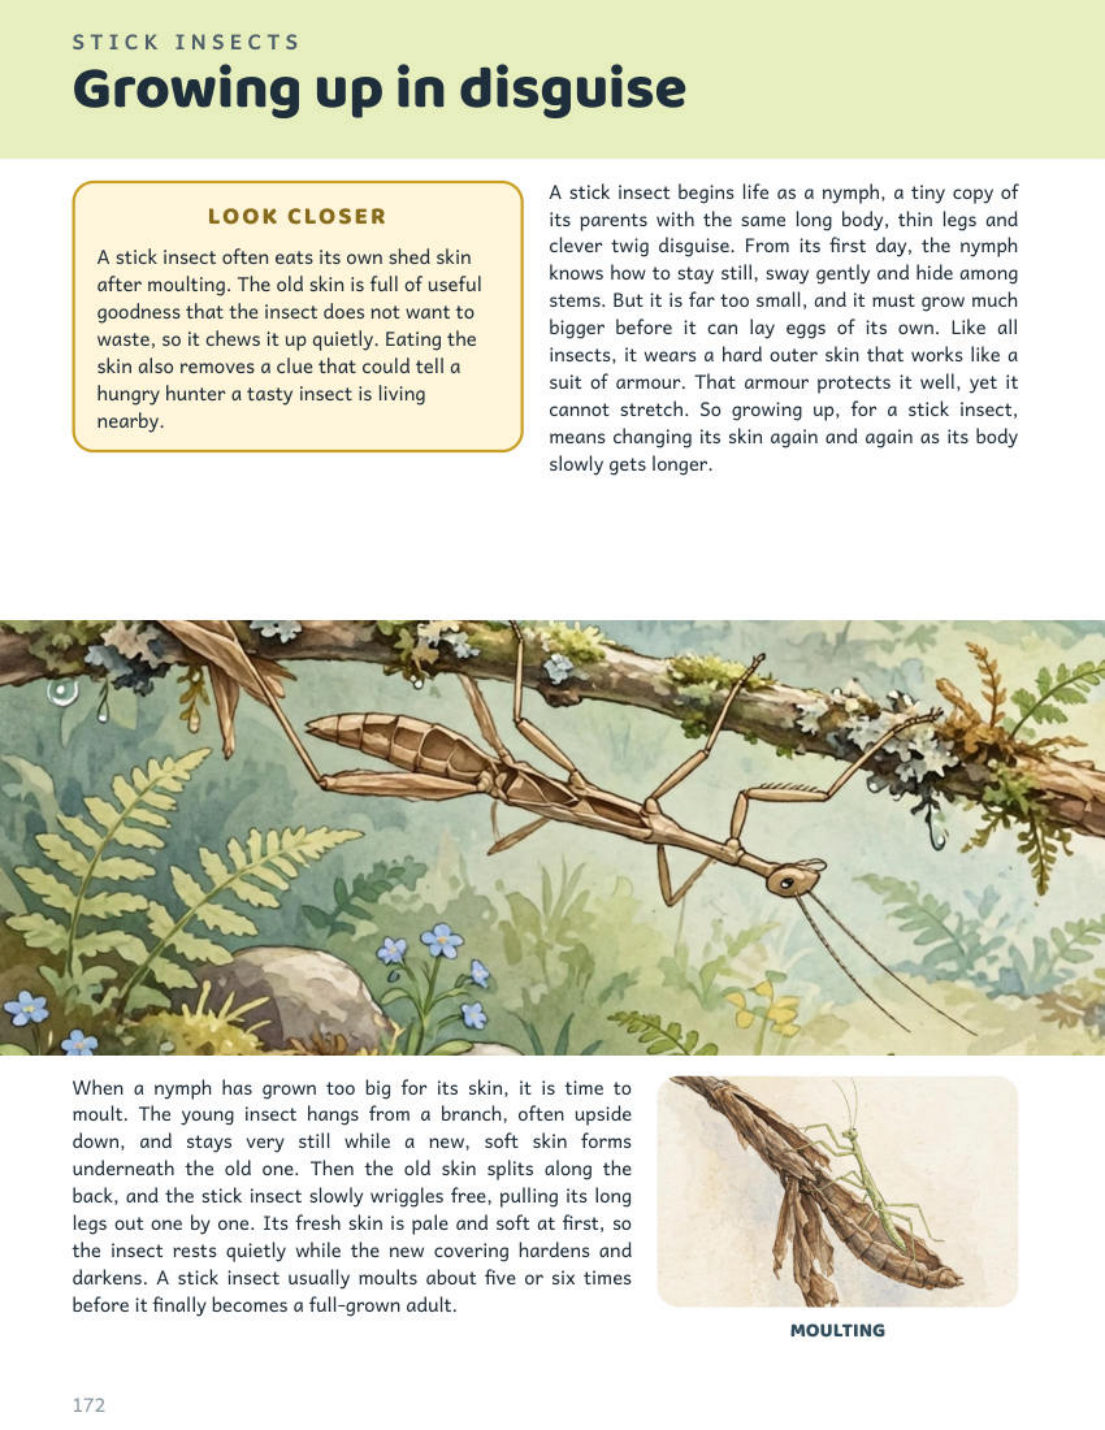 STICK INSECTS
Growing up in disguise
LOOK CLOSER
A stick insect often eats its own shed skin
after moulting. The old skin is full of useful
goodness that the insect does not want to
waste, so it chews it up quietly. Eating the
skin also removes a clue that could tell a
hungry hunter a tasty insect is living
nearby.
A stick insect begins life as a nymph, a tiny copy of
its parents with the same long body, thin legs and
clever twig disguise. From its first day, the nymph
knows how to stay still, sway gently and hide among
stems. But it is far too small, and it must grow much
bigger before it can lay eggs of its own. Like all
insects, it wears a hard outer skin that works like a
suit of armour. That armour protects it well, yet it
cannot stretch. So growing up, for a stick insect,
means changing its skin again and again as its body
slowly gets longer.
When a nymph has grown too big for its skin, it is time to
moult. The young insect hangs from a branch, often upside
down, and stays very still while a new, soft skin forms
underneath the old one. Then the old skin splits along the
back, and the stick insect slowly wriggles free, pulling its long
legs out one by one. Its fresh skin is pale and soft at first, so
the insect rests quietly while the new covering hardens and
darkens. A stick insect usually moults about five or six times
before it finally becomes a full-grown adult.
MOULTING
172